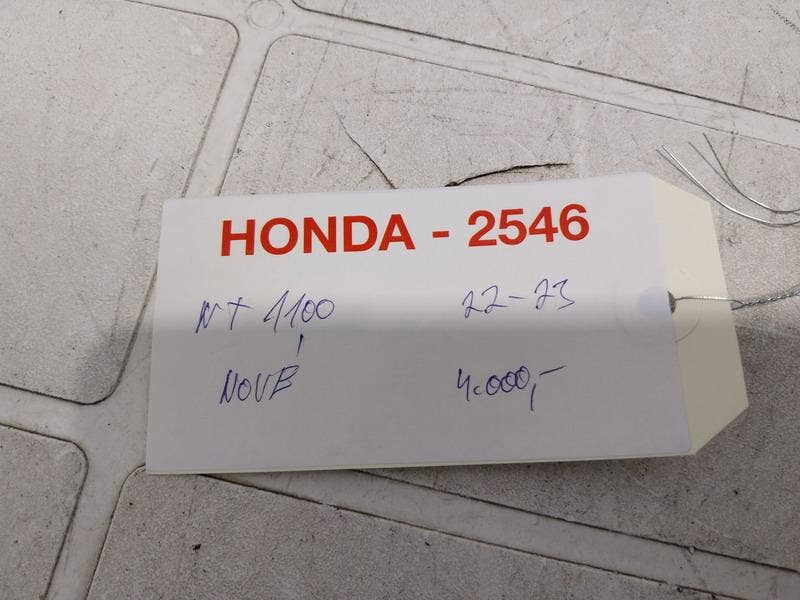 HONDA - 2546
NT 1100 22-23
NOVÉ 4.000,-